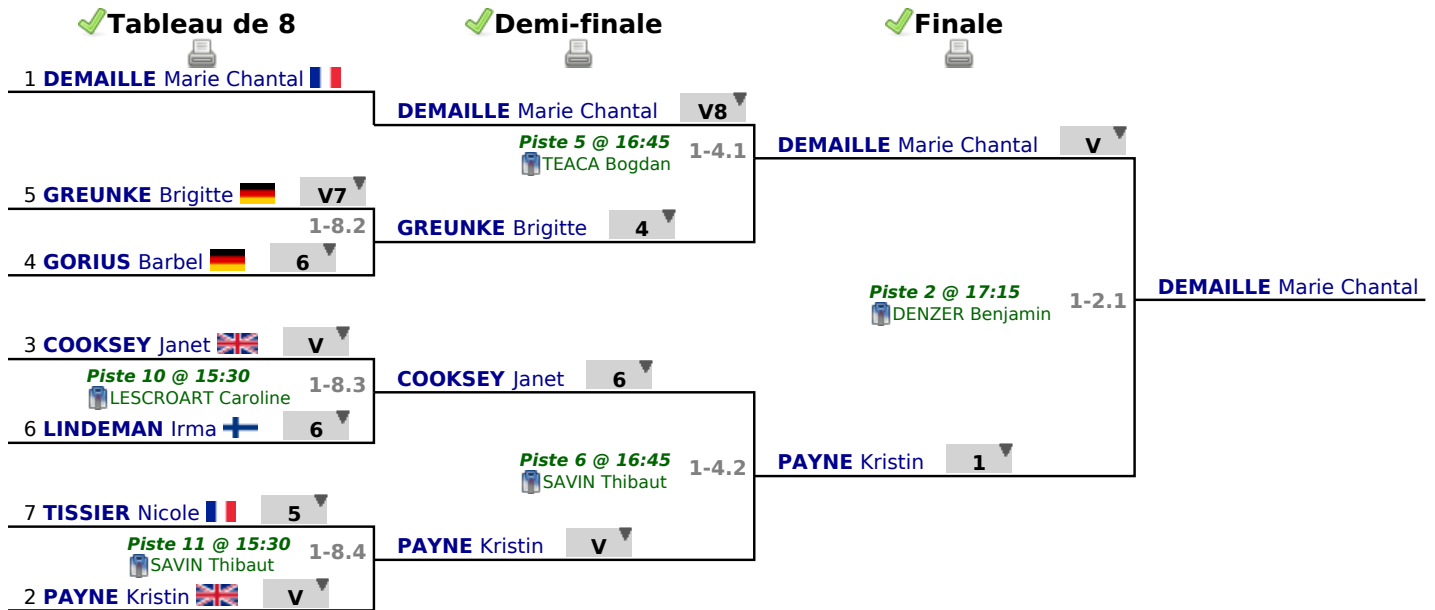 Tableau de 8
Demi-finale
Finale
1 DEMAILLE Marie Chantal
DEMAILLE Marie Chantal V8
Piste 5 @ 16:45
TEACA Bogdan
1-4.1
DEMAILLE Marie Chantal V
5 GREUNKE Brigitte V7
1-8.2
GREUNKE Brigitte 4
4 GORIUS Barbel 6
Piste 2 @ 17:15
DENZER Benjamin
1-2.1
DEMAILLE Marie Chantal
3 COOKSEY Janet V
Piste 10 @ 15:30
LESCROART Caroline
1-8.3
COOKSEY Janet 6
6 LINDEMAN Irma 6
Piste 6 @ 16:45
SAVIN Thibaut
1-4.2
PAYNE Kristin 1
7 TISSIER Nicole 5
Piste 11 @ 15:30
SAVIN Thibaut
1-8.4
PAYNE Kristin V
2 PAYNE Kristin V